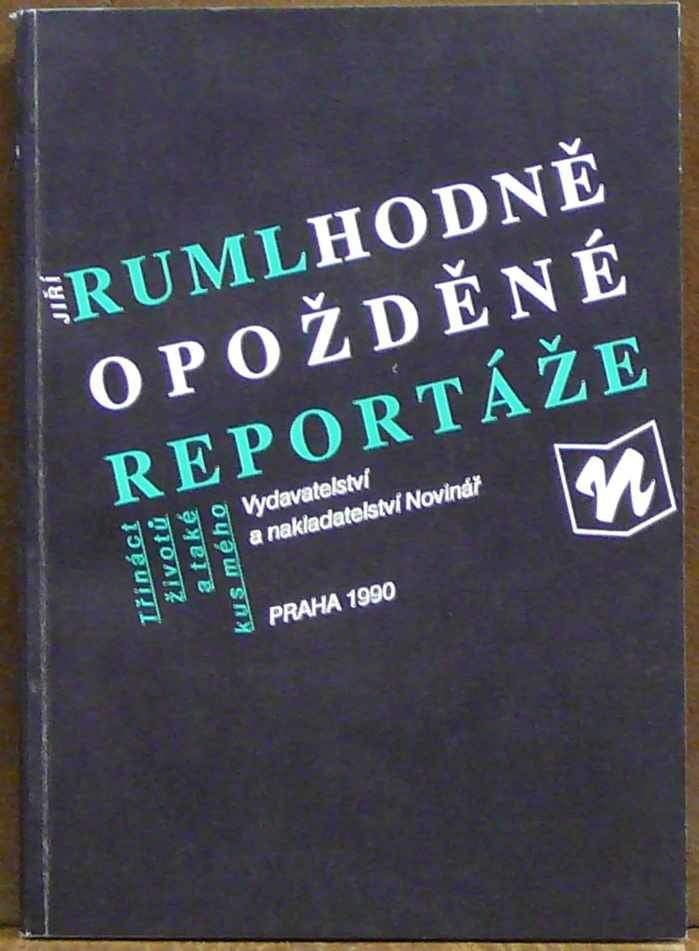 JIŘÍ
RUML HODNĚ
OPOŽDĚNÉ
REPORTÁŽE
Třináct
životů
a také
kus mého
Vydavatelství
a nakladatelství Novinář
PRAHA 1990
n